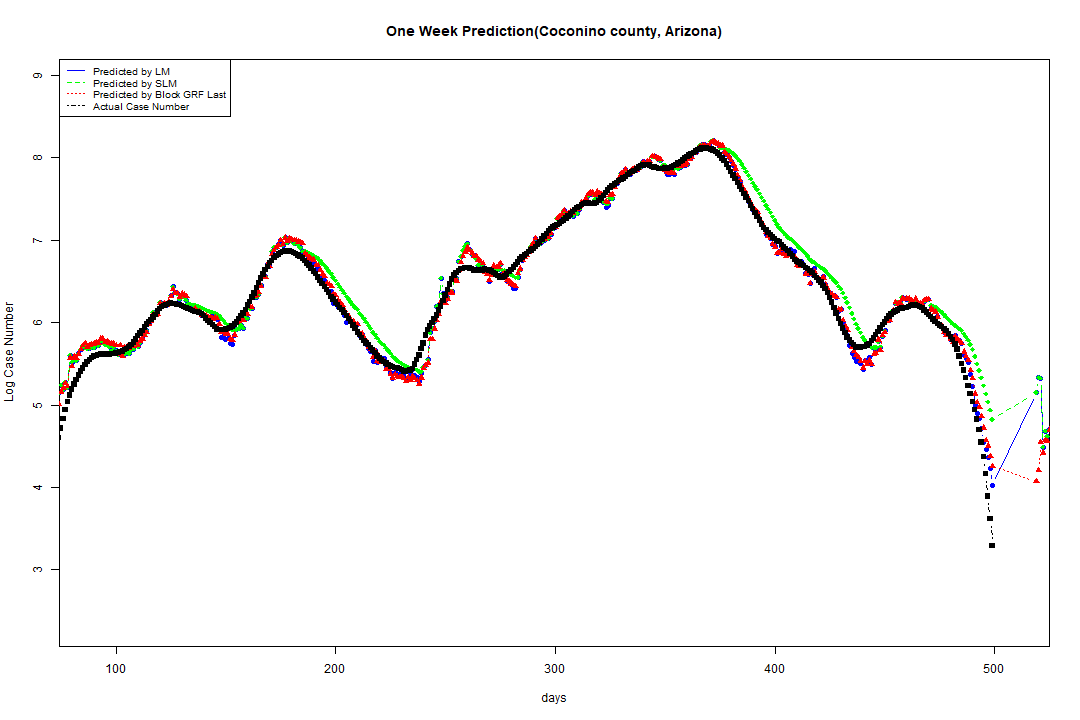 One Week Prediction(Coconino county, Arizona)
Predicted by LM
Predicted by SLM
Predicted by Block GRF Last
Actual Case Number
9
8
7
6
5
4
3
Log Case Number
100 200 300 400 500
days